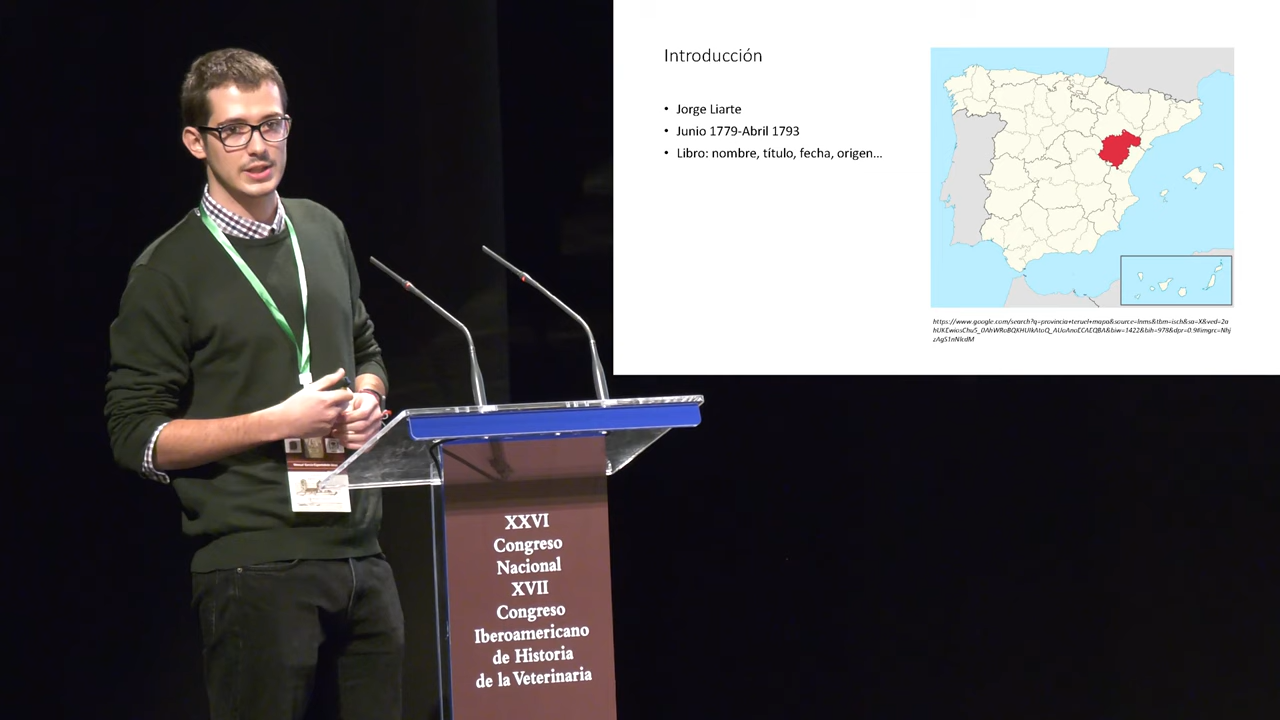 Introducción
• Jorge Liarte
• Junio 1779-Abril 1793
• Libro: nombre, título, fecha, origen...
XXVI
Congreso
Nacional
XVII
Congreso
Iberoamericano
de Historia
de la Veterinaria